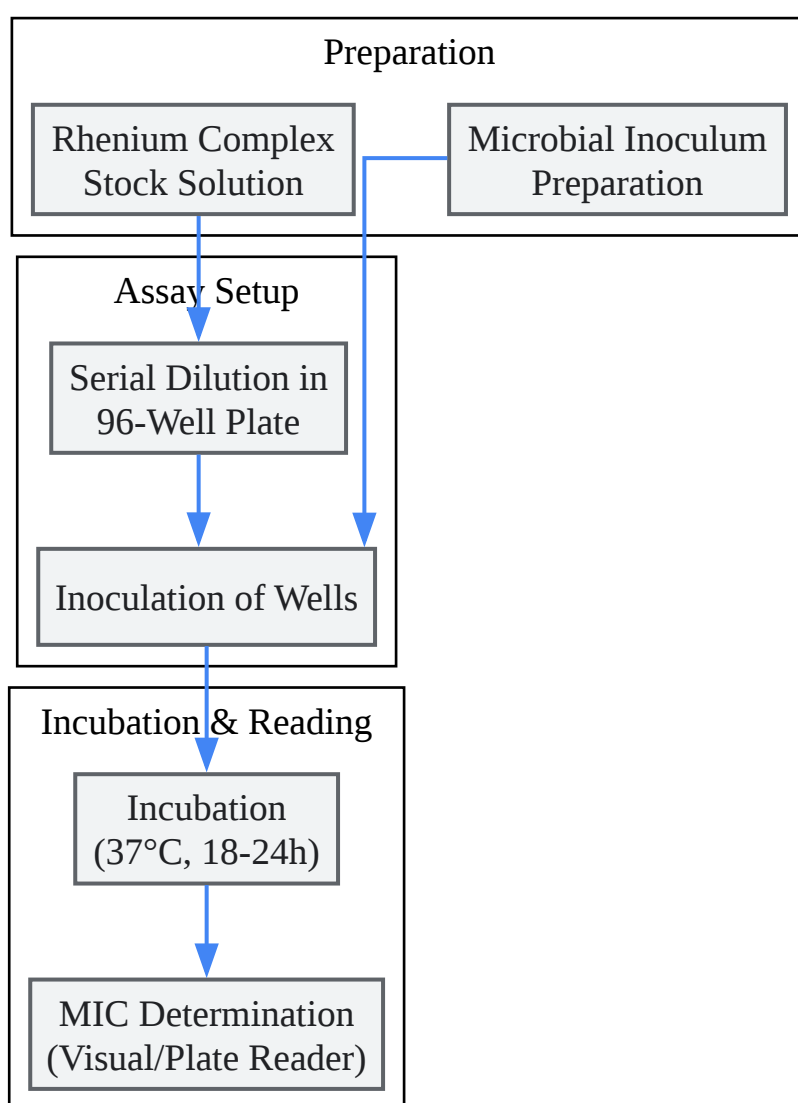 Preparation
Rhenium Complex
Stock Solution
Microbial Inoculum
Preparation
Assay Setup
Serial Dilution in
96-Well Plate
Inoculation of Wells
Incubation & Reading
Incubation
(37°C, 18-24h)
MIC Determination
(Visual/Plate Reader)